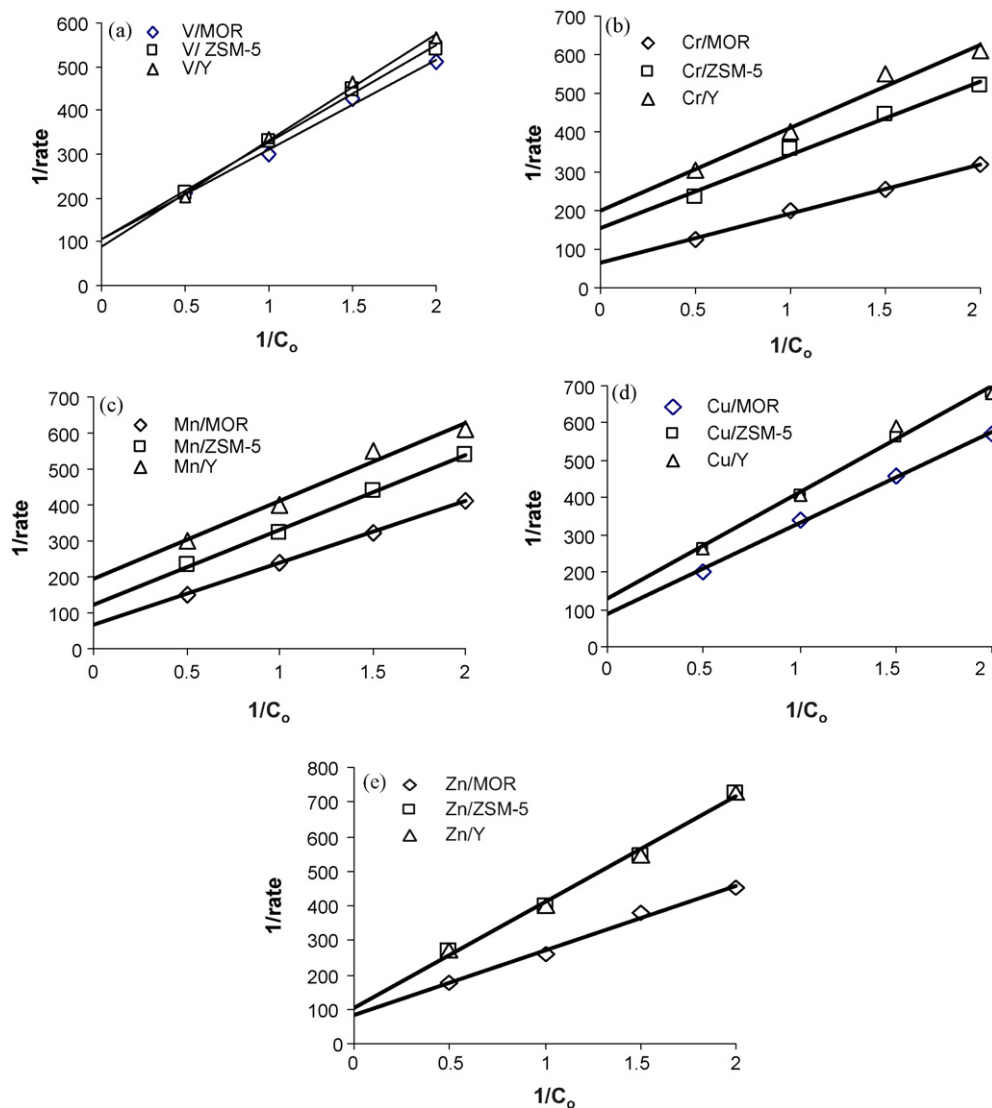 (a)
V/MOR
V/ ZSM-5
V/Y
600
500
400
300
200
100
0
1/rate
0 0.5 1 1.5 2
1/Co
(b)
Cr/MOR
Cr/ZSM-5
Cr/Y
700
600
500
400
300
200
100
0
1/rate
0 0.5 1 1.5 2
1/Co
(c)
Mn/MOR
Mn/ZSM-5
Mn/Y
700
600
500
400
300
200
100
0
1/rate
0 0.5 1 1.5 2
1/Co
(d)
Cu/MOR
Cu/ZSM-5
Cu/Y
700
600
500
400
300
200
100
0
1/rate
0 0.5 1 1.5 2
1/Co
(e)
Zn/MOR
Zn/ZSM-5
Zn/Y
800
700
600
500
400
300
200
100
0
1/rate
0 0.5 1 1.5 2
1/Co